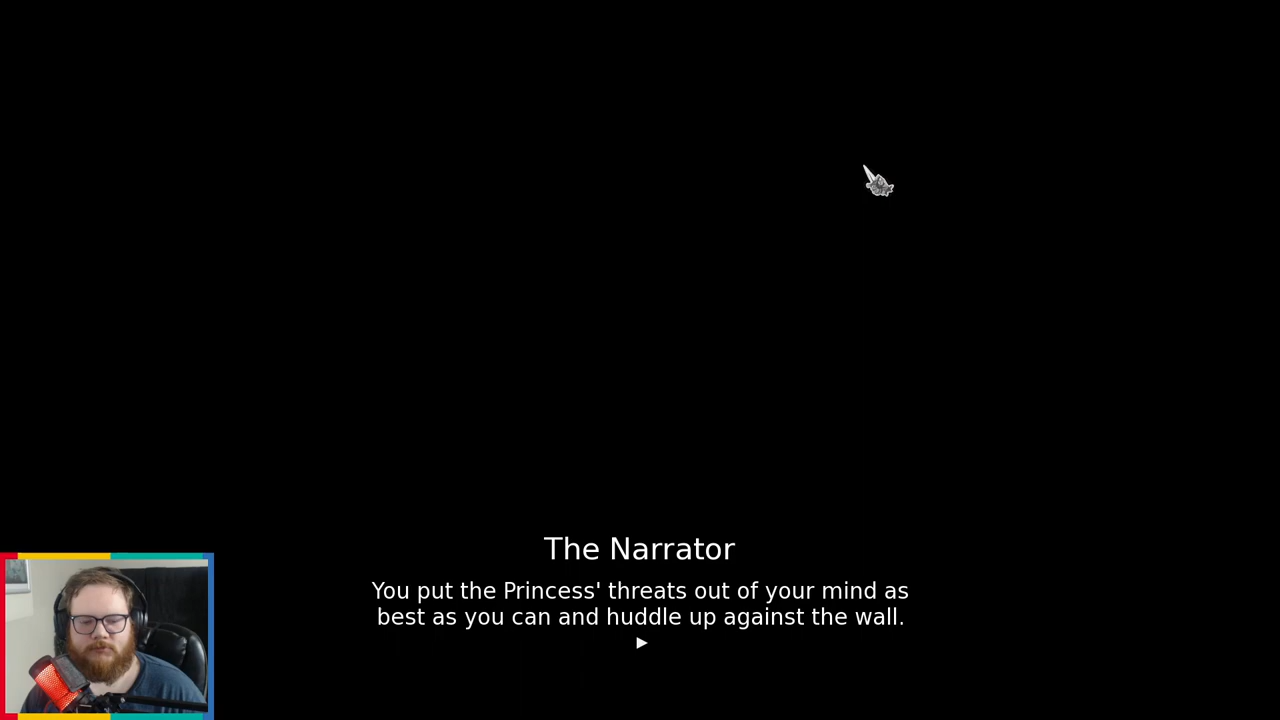 The Narrator
You put the Princess' threats out of your mind as
best as you can and huddle up against the wall.